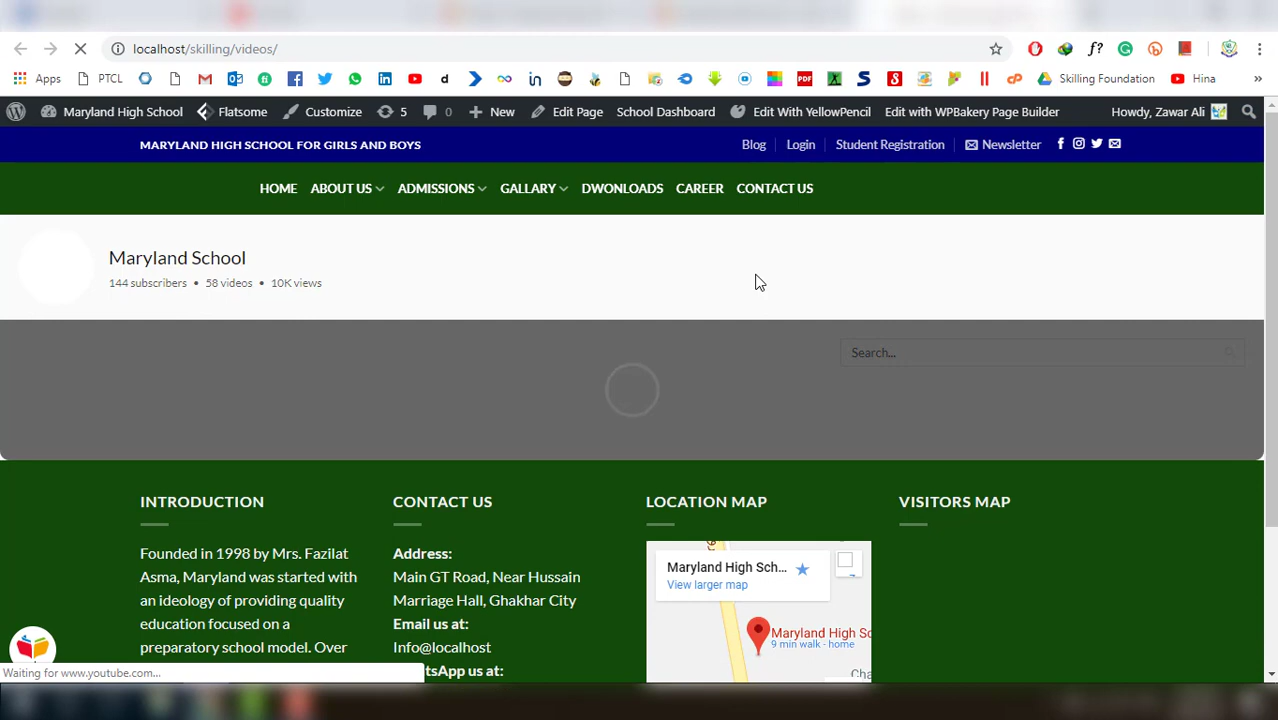 localhost/skilling/videos/
Apps PTCL Skilling Foundation Hina
Maryland High School Flatsome Customize 5 0 New Edit Page School Dashboard Edit With YellowPencil Edit with WPBakery Page Builder Howdy, Zawar Ali
MARYLAND HIGH SCHOOL FOR GIRLS AND BOYS Blog Login Student Registration Newsletter
HOME ABOUT US ADMISSIONS GALLARY DWONLOADS CAREER CONTACT US
Maryland School
144 subscribers • 58 videos • 10K views
Search...
INTRODUCTION
Founded in 1998 by Mrs. Fazilat
Asma, Maryland was started with
an ideology of providing quality
education focused on a
preparatory school model. Over
CONTACT US
Address:
Main GT Road, Near Hussain
Marriage Hall, Ghakhar City
Email us at:
Info@localhost
tsApp us at:
LOCATION MAP
Maryland High Sch...
View larger map
Maryland High Sc
9 min walk - home
Cha
VISITORS MAP
Waiting for www.youtube.com...